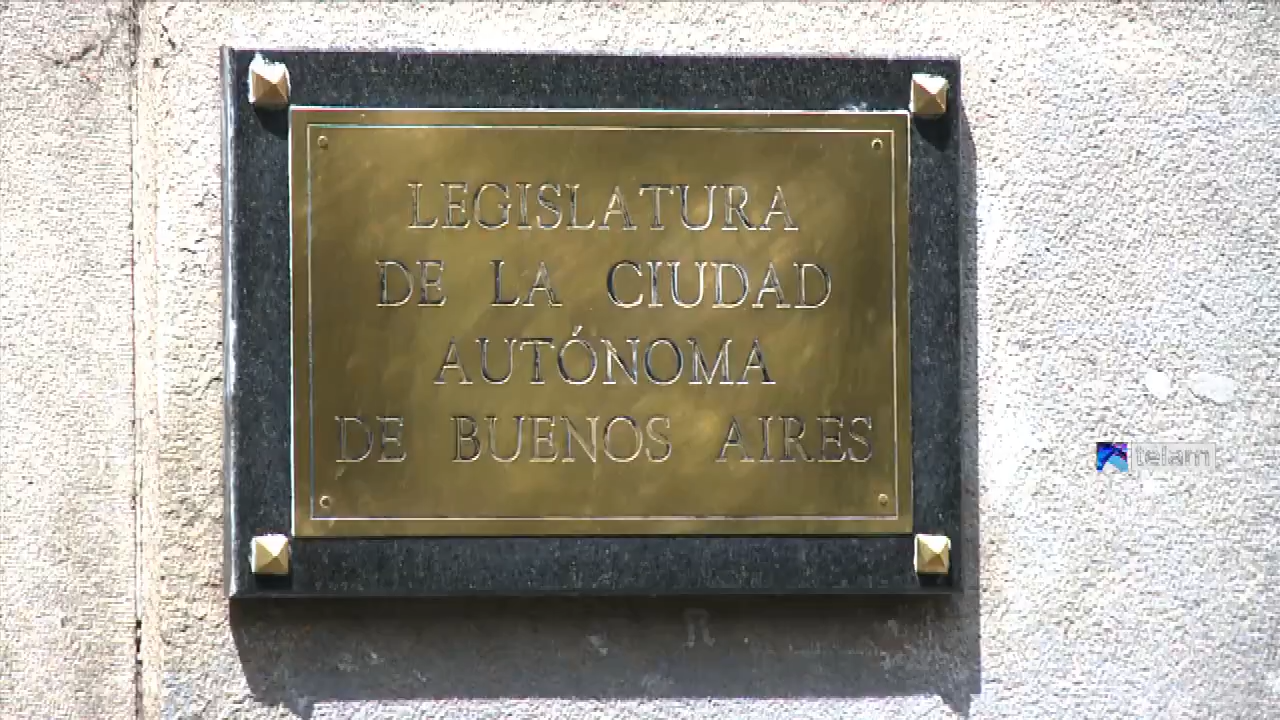 LEGISLATURA
DE LA CIUDAD
AUTÓNOMA
DE BUENOS AIRES
telam